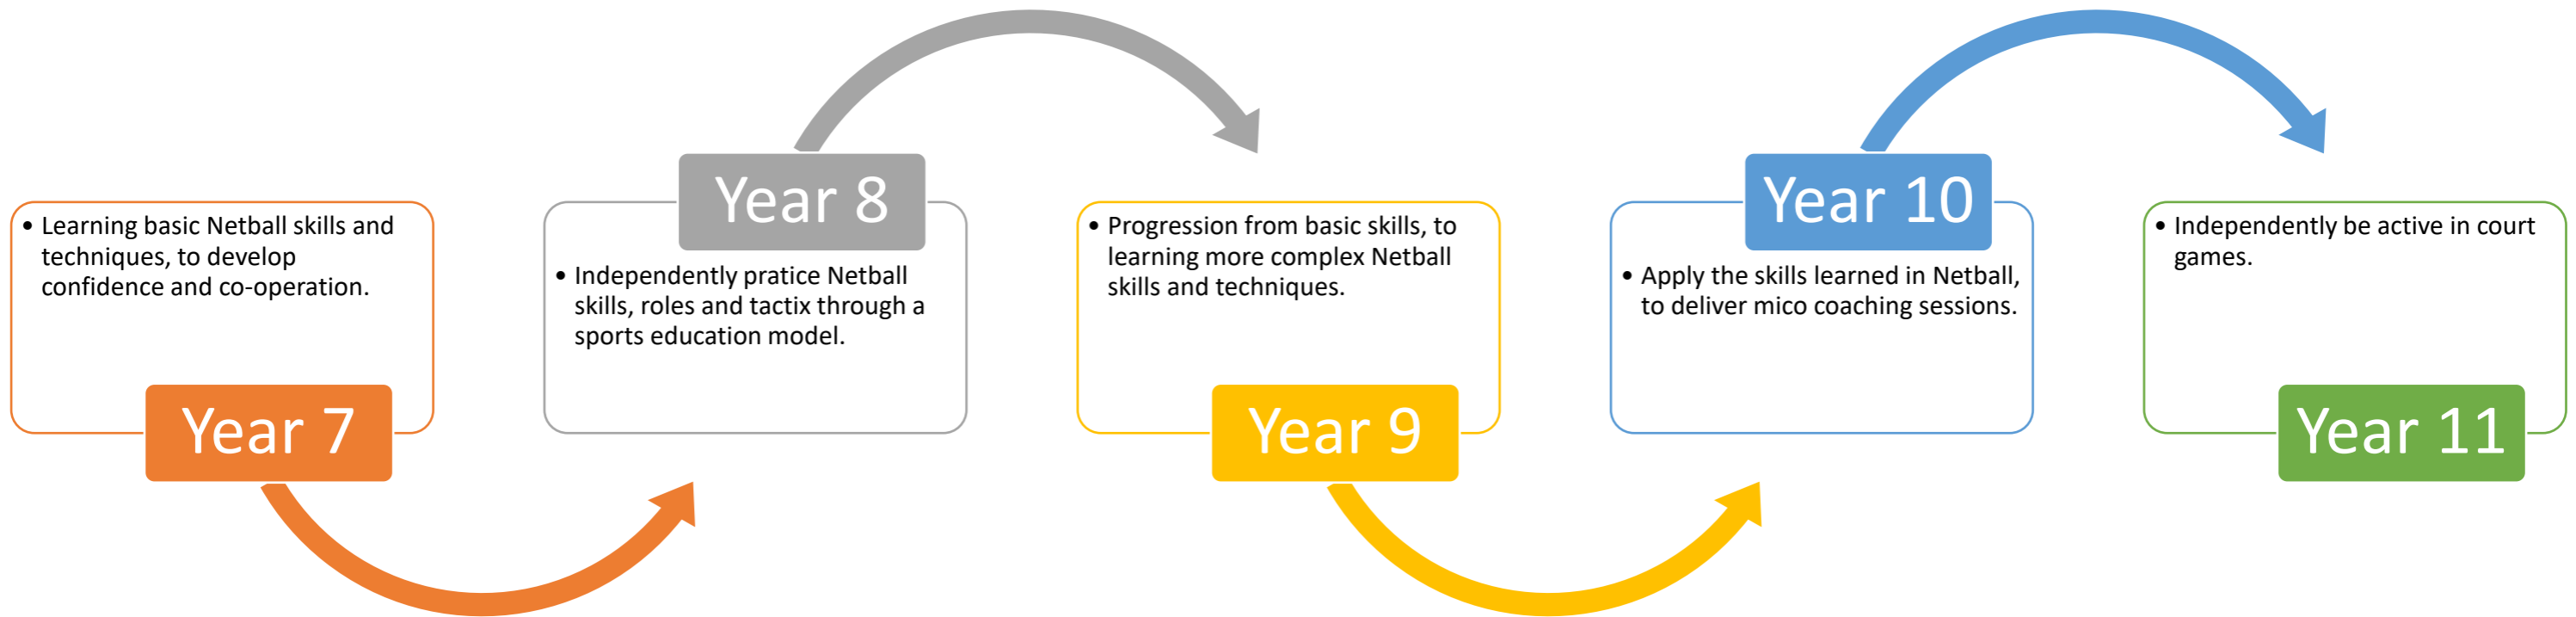 • Learning basic Netball skills and
techniques, to develop
confidence and co-operation.
Year 7
Year 8
• Independently pratice Netball
skills, roles and tactix through a
sports education model.
• Progression from basic skills, to
learning more complex Netball
skills and techniques.
Year 9
Year 10
• Apply the skills learned in Netball,
to deliver mico coaching sessions.
• Independently be active in court
games.
Year 11